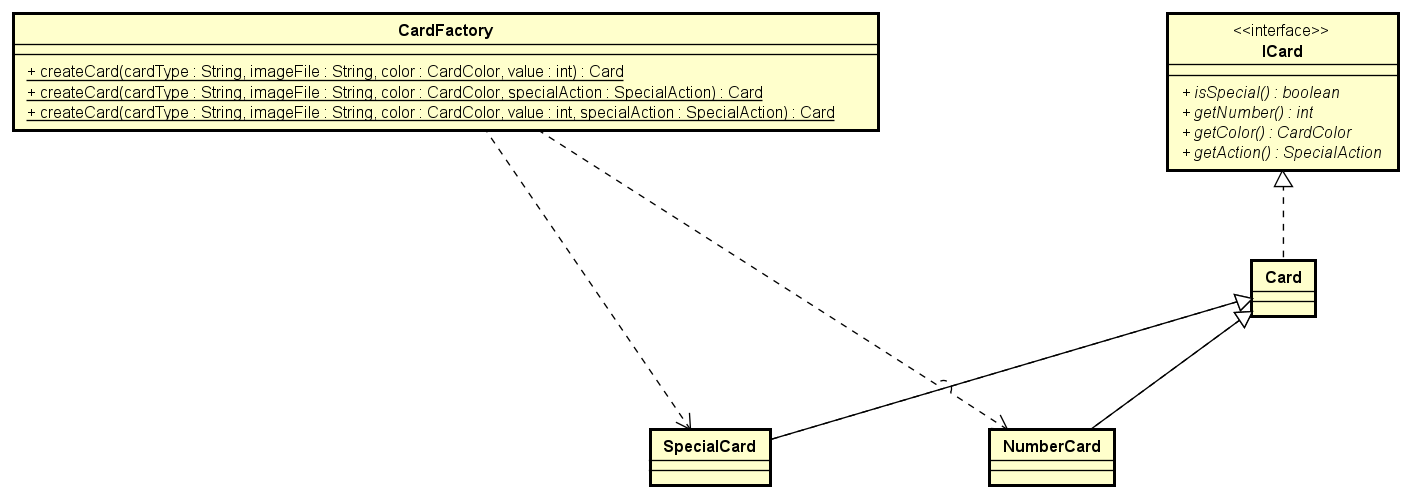 CardFactory
+ createCard(cardType : String, imageFile : String, color : CardColor, value : int) : Card
+ createCard(cardType : String, imageFile : String, color : CardColor, specialAction : SpecialAction) : Card
+ createCard(cardType : String, imageFile : String, color : CardColor, value : int, specialAction : SpecialAction) : Card
<<interface>>
ICard
+ isSpecial() : boolean
+ getNumber() : int
+ getColor() : CardColor
+ getAction() : SpecialAction
Card
SpecialCard
NumberCard